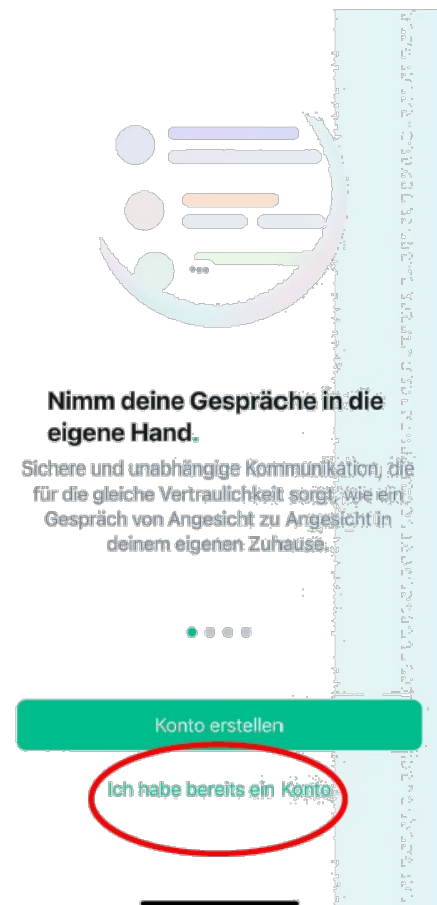 Nimm deine Gespräche in die
eigene Hand.
Sichere und unabhängige Kommunikation, die
für die gleiche Vertraulichkeit sorgt, wie ein
Gespräch von Angesicht zu Angesicht in
deinem eigenen Zuhause.
Konto erstellen
Ich habe bereits ein Konto